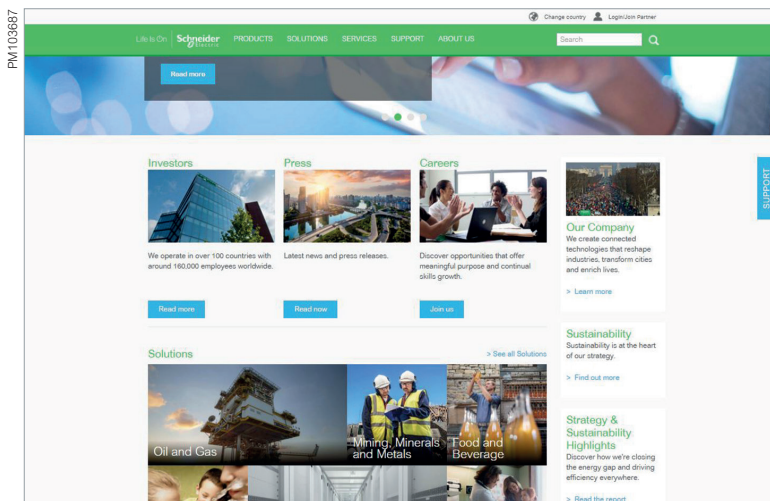 PM103687
Change country
Login/Join Partner
Life Is On
Schneider
Electric
PRODUCTS
SOLUTIONS
SERVICES
SUPPORT
ABOUT US
Search
Read more
SUPPORT
Investors
We operate in over 100 countries with
around 160,000 employees worldwide.
Read more
Press
Latest news and press releases.
Read now
Careers
Discover opportunities that offer
meaningful purpose and continual
skills growth.
Join us
Our Company
We create connected
technologies that reshape
industries, transform cities
and enrich lives.
> Learn more
Solutions
> See all Solutions
Oil and Gas
Mining, Minerals
and Metals
Food and
Beverage
Sustainability
Sustainability is at the heart
of our strategy.
> Find out more
Strategy &
Sustainability
Highlights
Discover how we're closing
the energy gap and driving
efficiency everywhere.
> Read the report